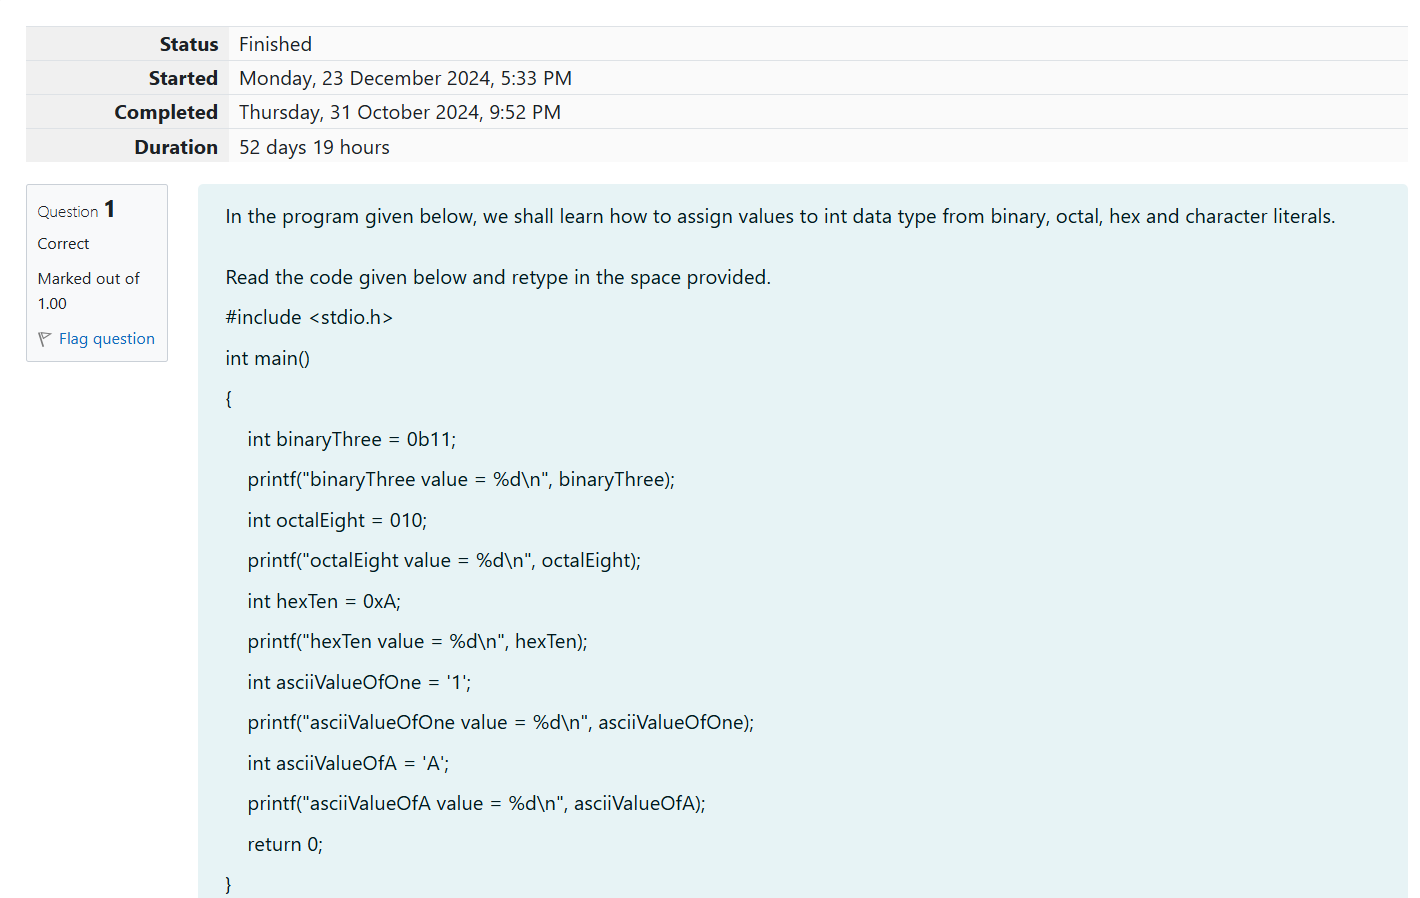 Status Finished
Started Monday, 23 December 2024, 5:33 PM
Completed Thursday, 31 October 2024, 9:52 PM
Duration 52 days 19 hours
Question 1
Correct
Marked out of
1.00
Flag question
In the program given below, we shall learn how to assign values to int data type from binary, octal, hex and character literals.
Read the code given below and retype in the space provided.
#include <stdio.h>
int main()
{
int binaryThree = 0b11;
printf("binaryThree value = %d\n", binaryThree);
int octalEight = 010;
printf("octalEight value = %d\n", octalEight);
int hexTen = 0xA;
printf("hexTen value = %d\n", hexTen);
int asciiValueOfOne = '1';
printf("asciiValueOfOne value = %d\n", asciiValueOfOne);
int asciiValueOfA = 'A';
printf("asciiValueOfA value = %d\n", asciiValueOfA);
return 0;
}